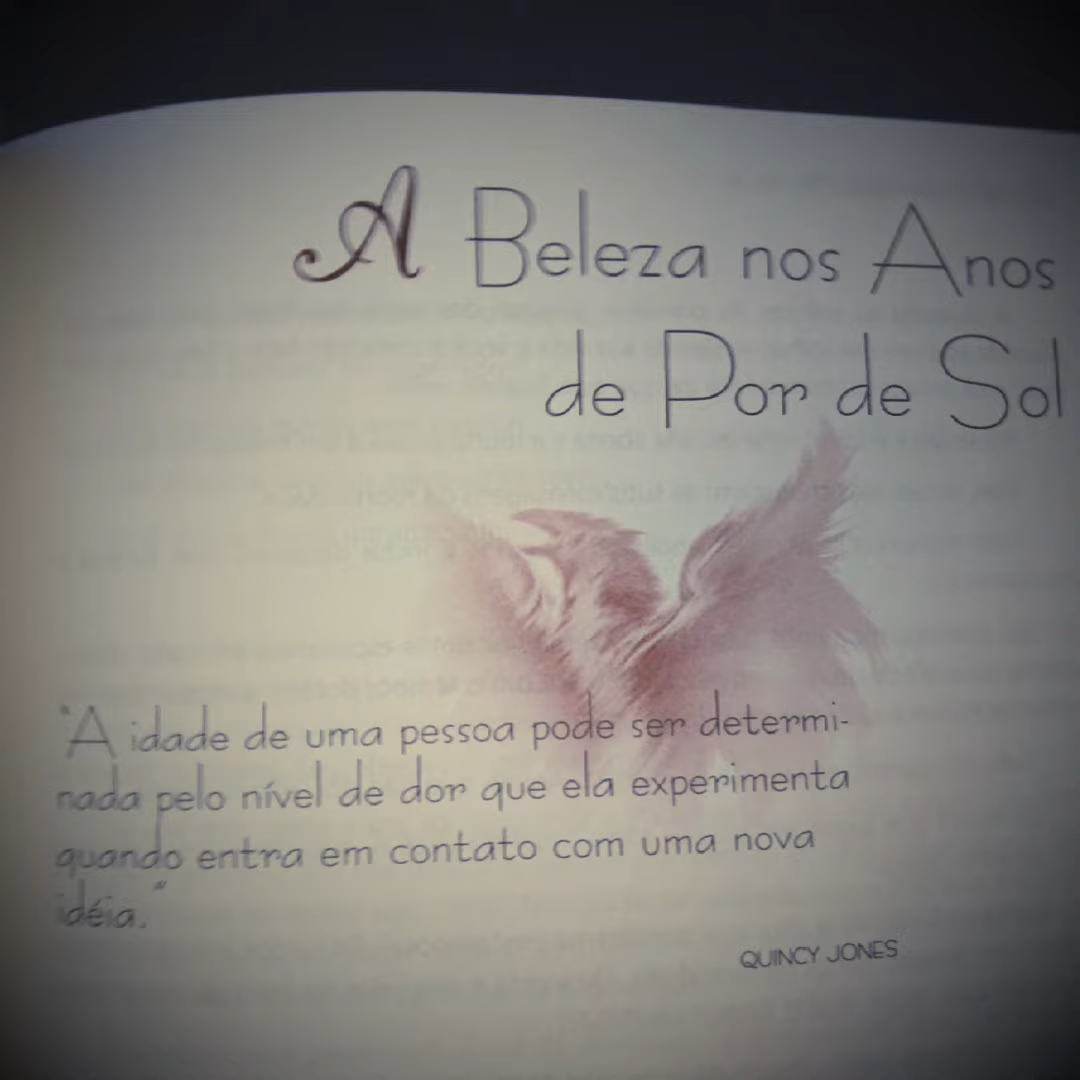 A Beleza nos Anos
de Por de Sol
"A idade de uma pessoa pode ser determi-
nada pelo nível de dor que ela experimenta
quando entra em contato com uma nova
idéia."
QUINCY JONES